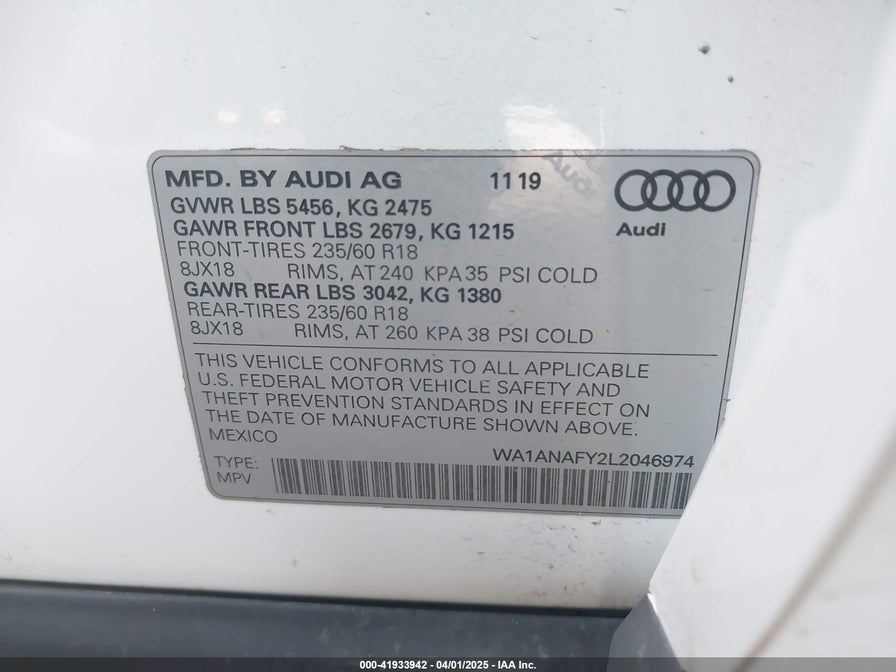 MFD. BY AUDI AG 11 19
GVWR LBS 5456, KG 2475
GAWR FRONT LBS 2679, KG 1215
FRONT-TIRES 235/60 R18
8JX18 RIMS, AT 240 KPA 35 PSI COLD
GAWR REAR LBS 3042, KG 1380
REAR-TIRES 235/60 R18
8JX18 RIMS, AT 260 KPA 38 PSI COLD
Audi
Audi
THIS VEHICLE CONFORMS TO ALL APPLICABLE
U.S. FEDERAL MOTOR VEHICLE SAFETY AND
THEFT PREVENTION STANDARDS IN EFFECT ON
THE DATE OF MANUFACTURE SHOWN ABOVE.
MEXICO
WA1ANAFY2L2046974
TYPE:
MPV
000-41933942 - 04/01/2025 - IAA Inc.